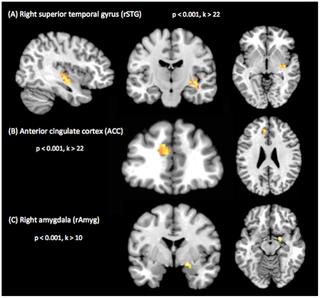 (A) Right superior temporal gyrus (rSTG)
p < 0.001, k > 22
(B) Anterior cingulate cortex (ACC)
p < 0.001, k > 22
(C) Right amygdala (rAmyg)
p < 0.001, k > 10